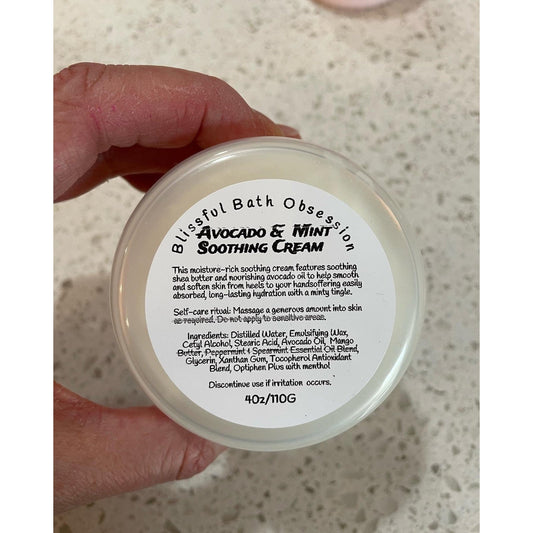 Blissful Bath Obsession
Avocado & Mint
Soothing Cream
This moisture-rich soothing cream features soothing
shea butter and nourishing avocado oil to help smooth
and soften skin from heels to your handsoffering easily
absorbed, long-lasting hydration with a minty tingle.
Self-care ritual: Massage a generous amount into skin
as required. Do not apply to sensitive areas.
Ingredients: Distilled Water, Emulsifying Wax,
Cetyl Alcohol, Stearic Acid, Avocado Oil, Mango
Butter, Peppermint & Spearmint Essential Oil Blend,
Glycerin, Xanthan Gum, Tocopherol Antioxidant
Blend, Optiphen Plus with menthol
Discontinue use if irritation occurs.
4oz/110G